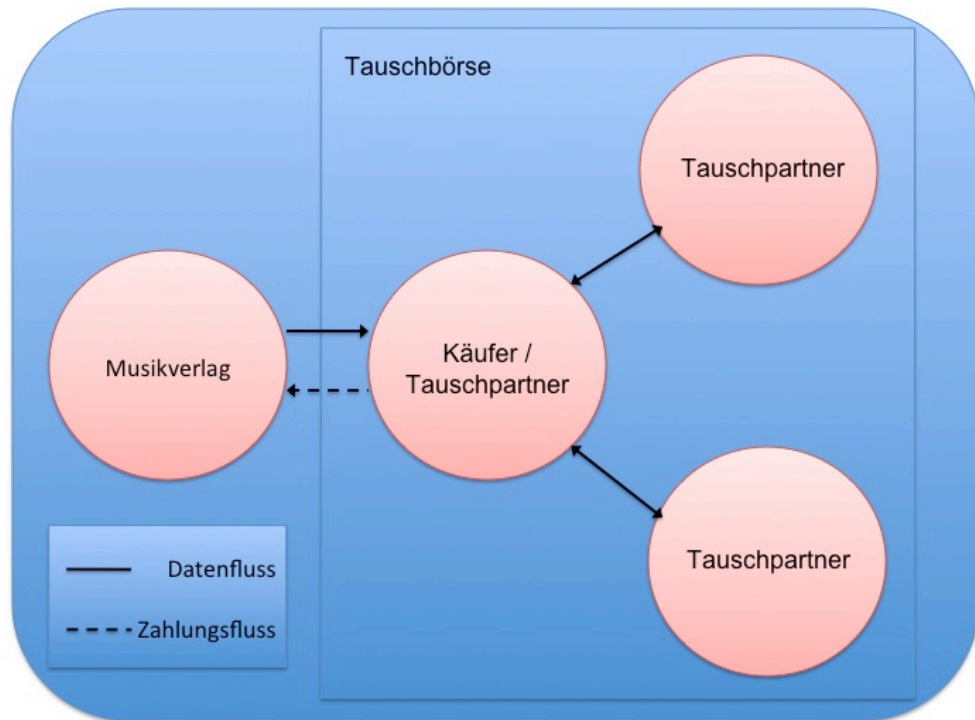 Tauschbörse
Tauschpartner
Musikverlag
Käufer /
Tauschpartner
Tauschpartner
Datenfluss
Zahlungsfluss